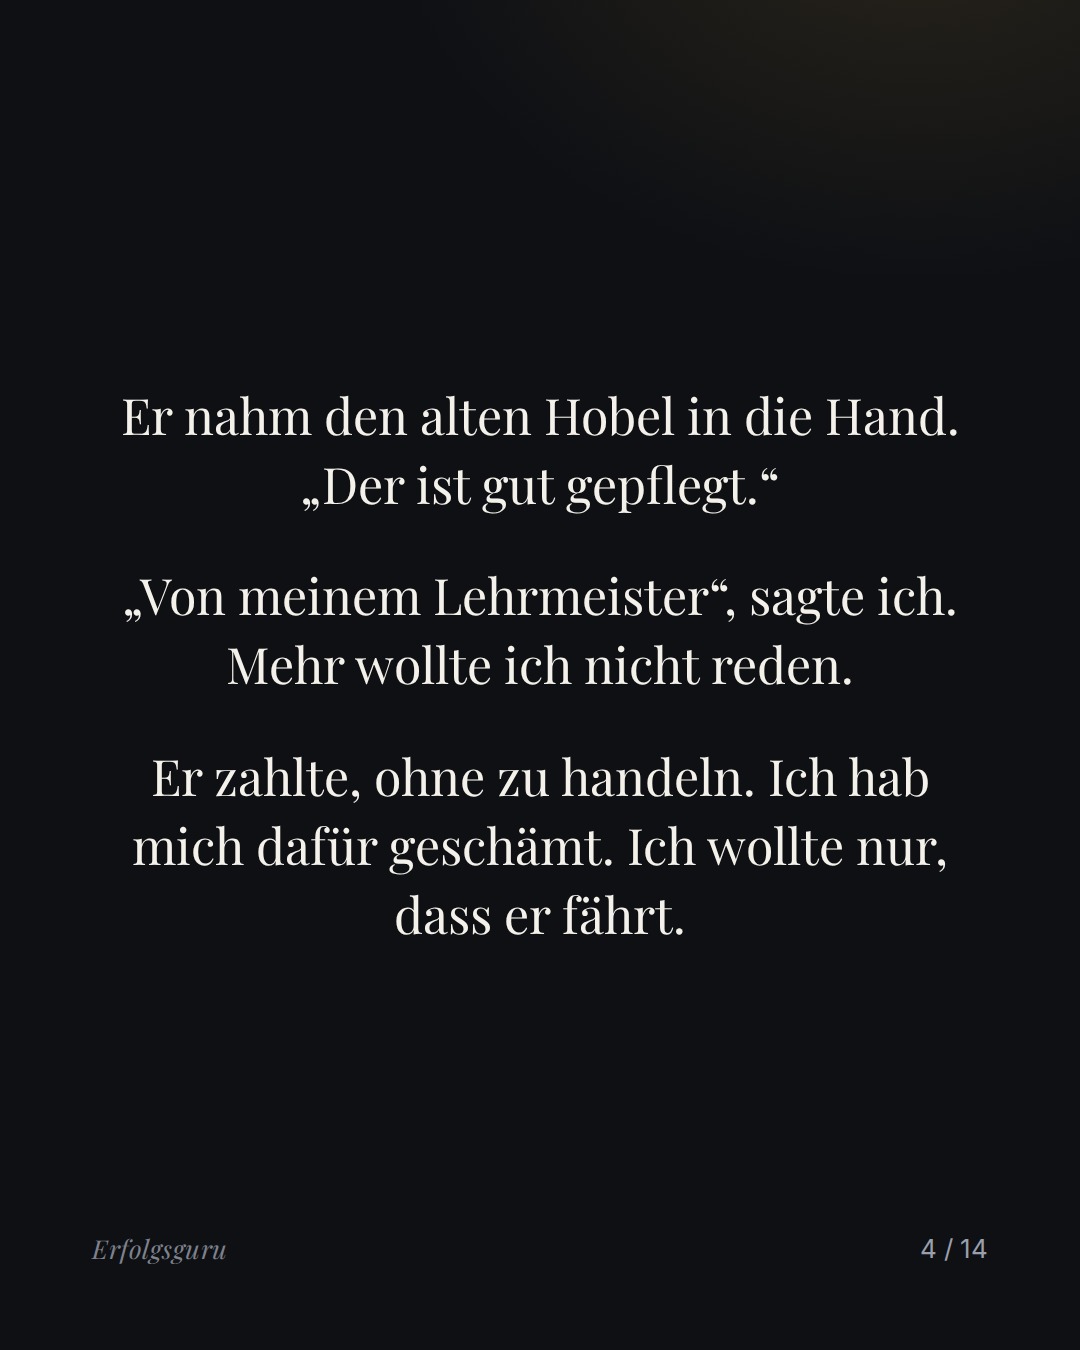 Er nahm den alten Hobel in die Hand.
„Der ist gut gepflegt.“
„Von meinem Lehrmeister“, sagte ich.
Mehr wollte ich nicht reden.
Er zahlte, ohne zu handeln. Ich hab
mich dafür geschämt. Ich wollte nur,
dass er fährt.
Erfolgsguru
4 / 14